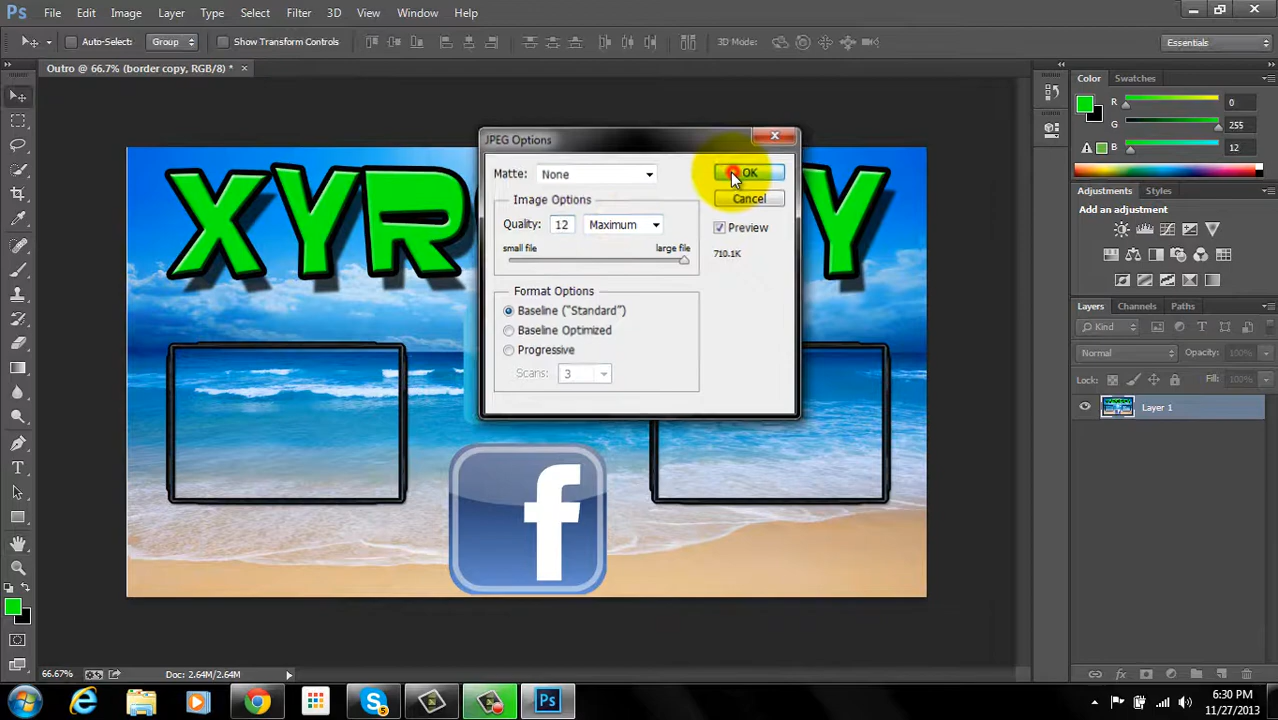 Ps File Edit Image Layer Type Select Filter 3D View Window Help
Auto-Select: Group Show Transform Controls 3D Mode: Essentials
Outro @ 66.7% (border copy, RGB/8) * ×
Color Swatches
R 0
G 255
B 12
JPEG Options
Matte: None OK
Cancel
Image Options
Quality: 12 Maximum Preview
small file large file 710.1K
Format Options
Baseline ("Standard")
Baseline Optimized
Progressive
Scans: 3
XYR Y
f
Adjustments Styles
Add an adjustment
Layers Channels Paths
Kind
Normal Opacity: 100%
Lock: Fill: 100%
Layer 1
fx
66.67% Doc: 2.64M/2.64M
S 5 Ps
6:30 PM
11/27/2013